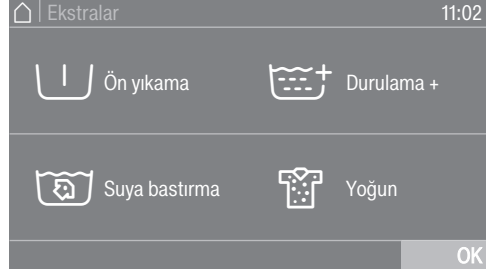 Ekstralar 11:02
Ön yıkama Durulama +
Suya bastırma Yoğun
OK